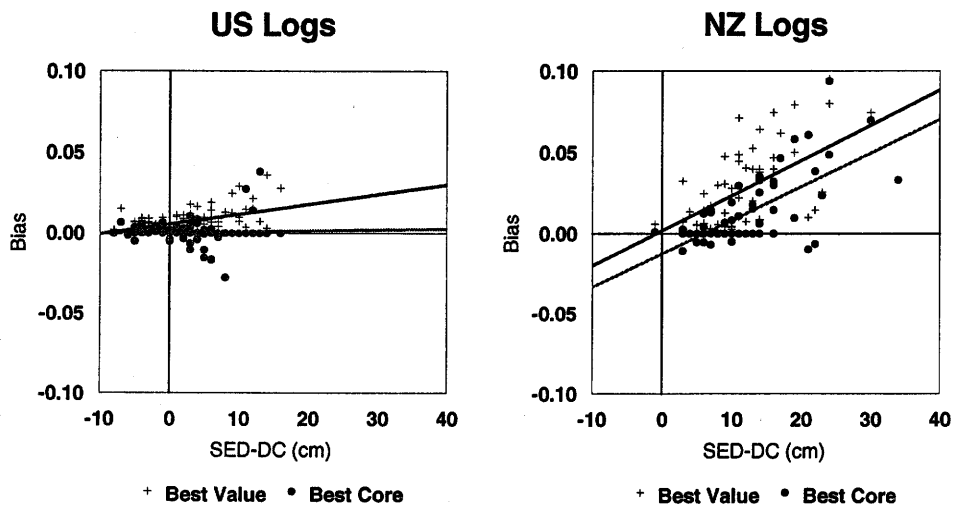 US Logs
0.10
0.05
0.00
-0.05
-0.10
Bias
-10 0 10 20 30 40
SED-DC (cm)
+ Best Value • Best Core
NZ Logs
0.10
0.05
0.00
-0.05
-0.10
Bias
-10 0 10 20 30 40
SED-DC (cm)
+ Best Value • Best Core